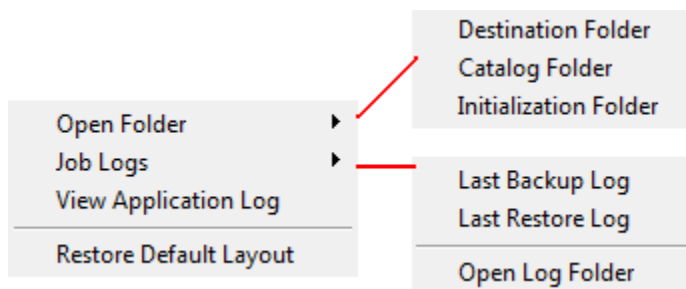 Open Folder
Job Logs
View Application Log
Restore Default Layout
Destination Folder
Catalog Folder
Initialization Folder
Last Backup Log
Last Restore Log
Open Log Folder